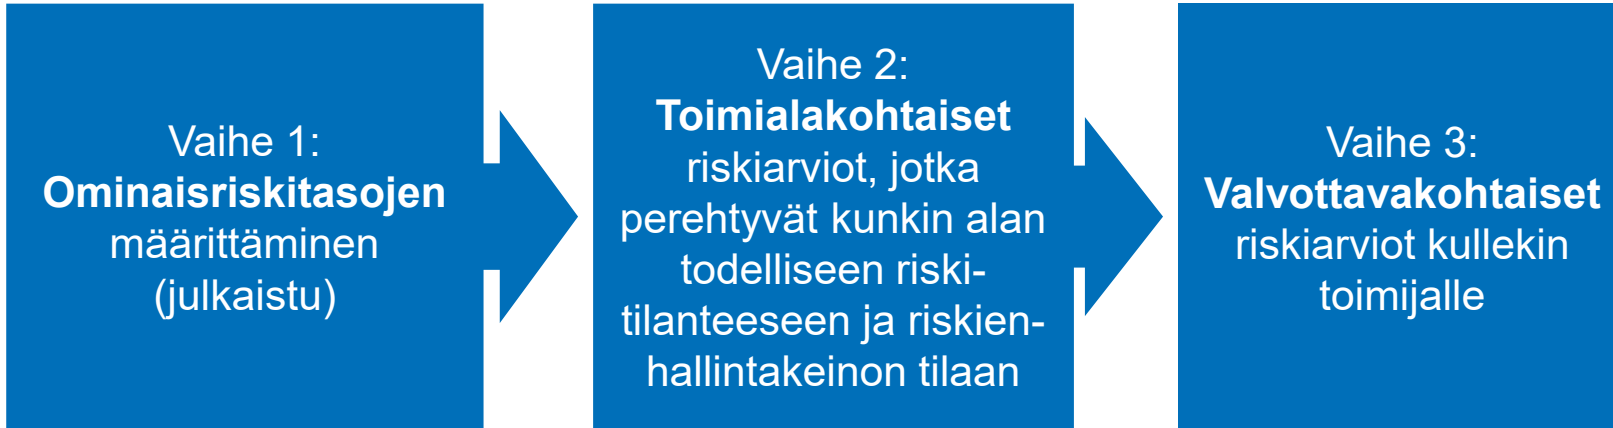 Vaihe 1:
Ominaisriskitasojen
määrittäminen
(julkaistu)
Vaihe 2:
Toimialakohtaiset
riskiarviot, jotka
perehtyvät kunkin alan
todelliseen riski-
tilanteeseen ja riskien-
hallintakeinon tilaan
Vaihe 3:
Valvottavakohtaiset
riskiarviot kullekin
toimijalle